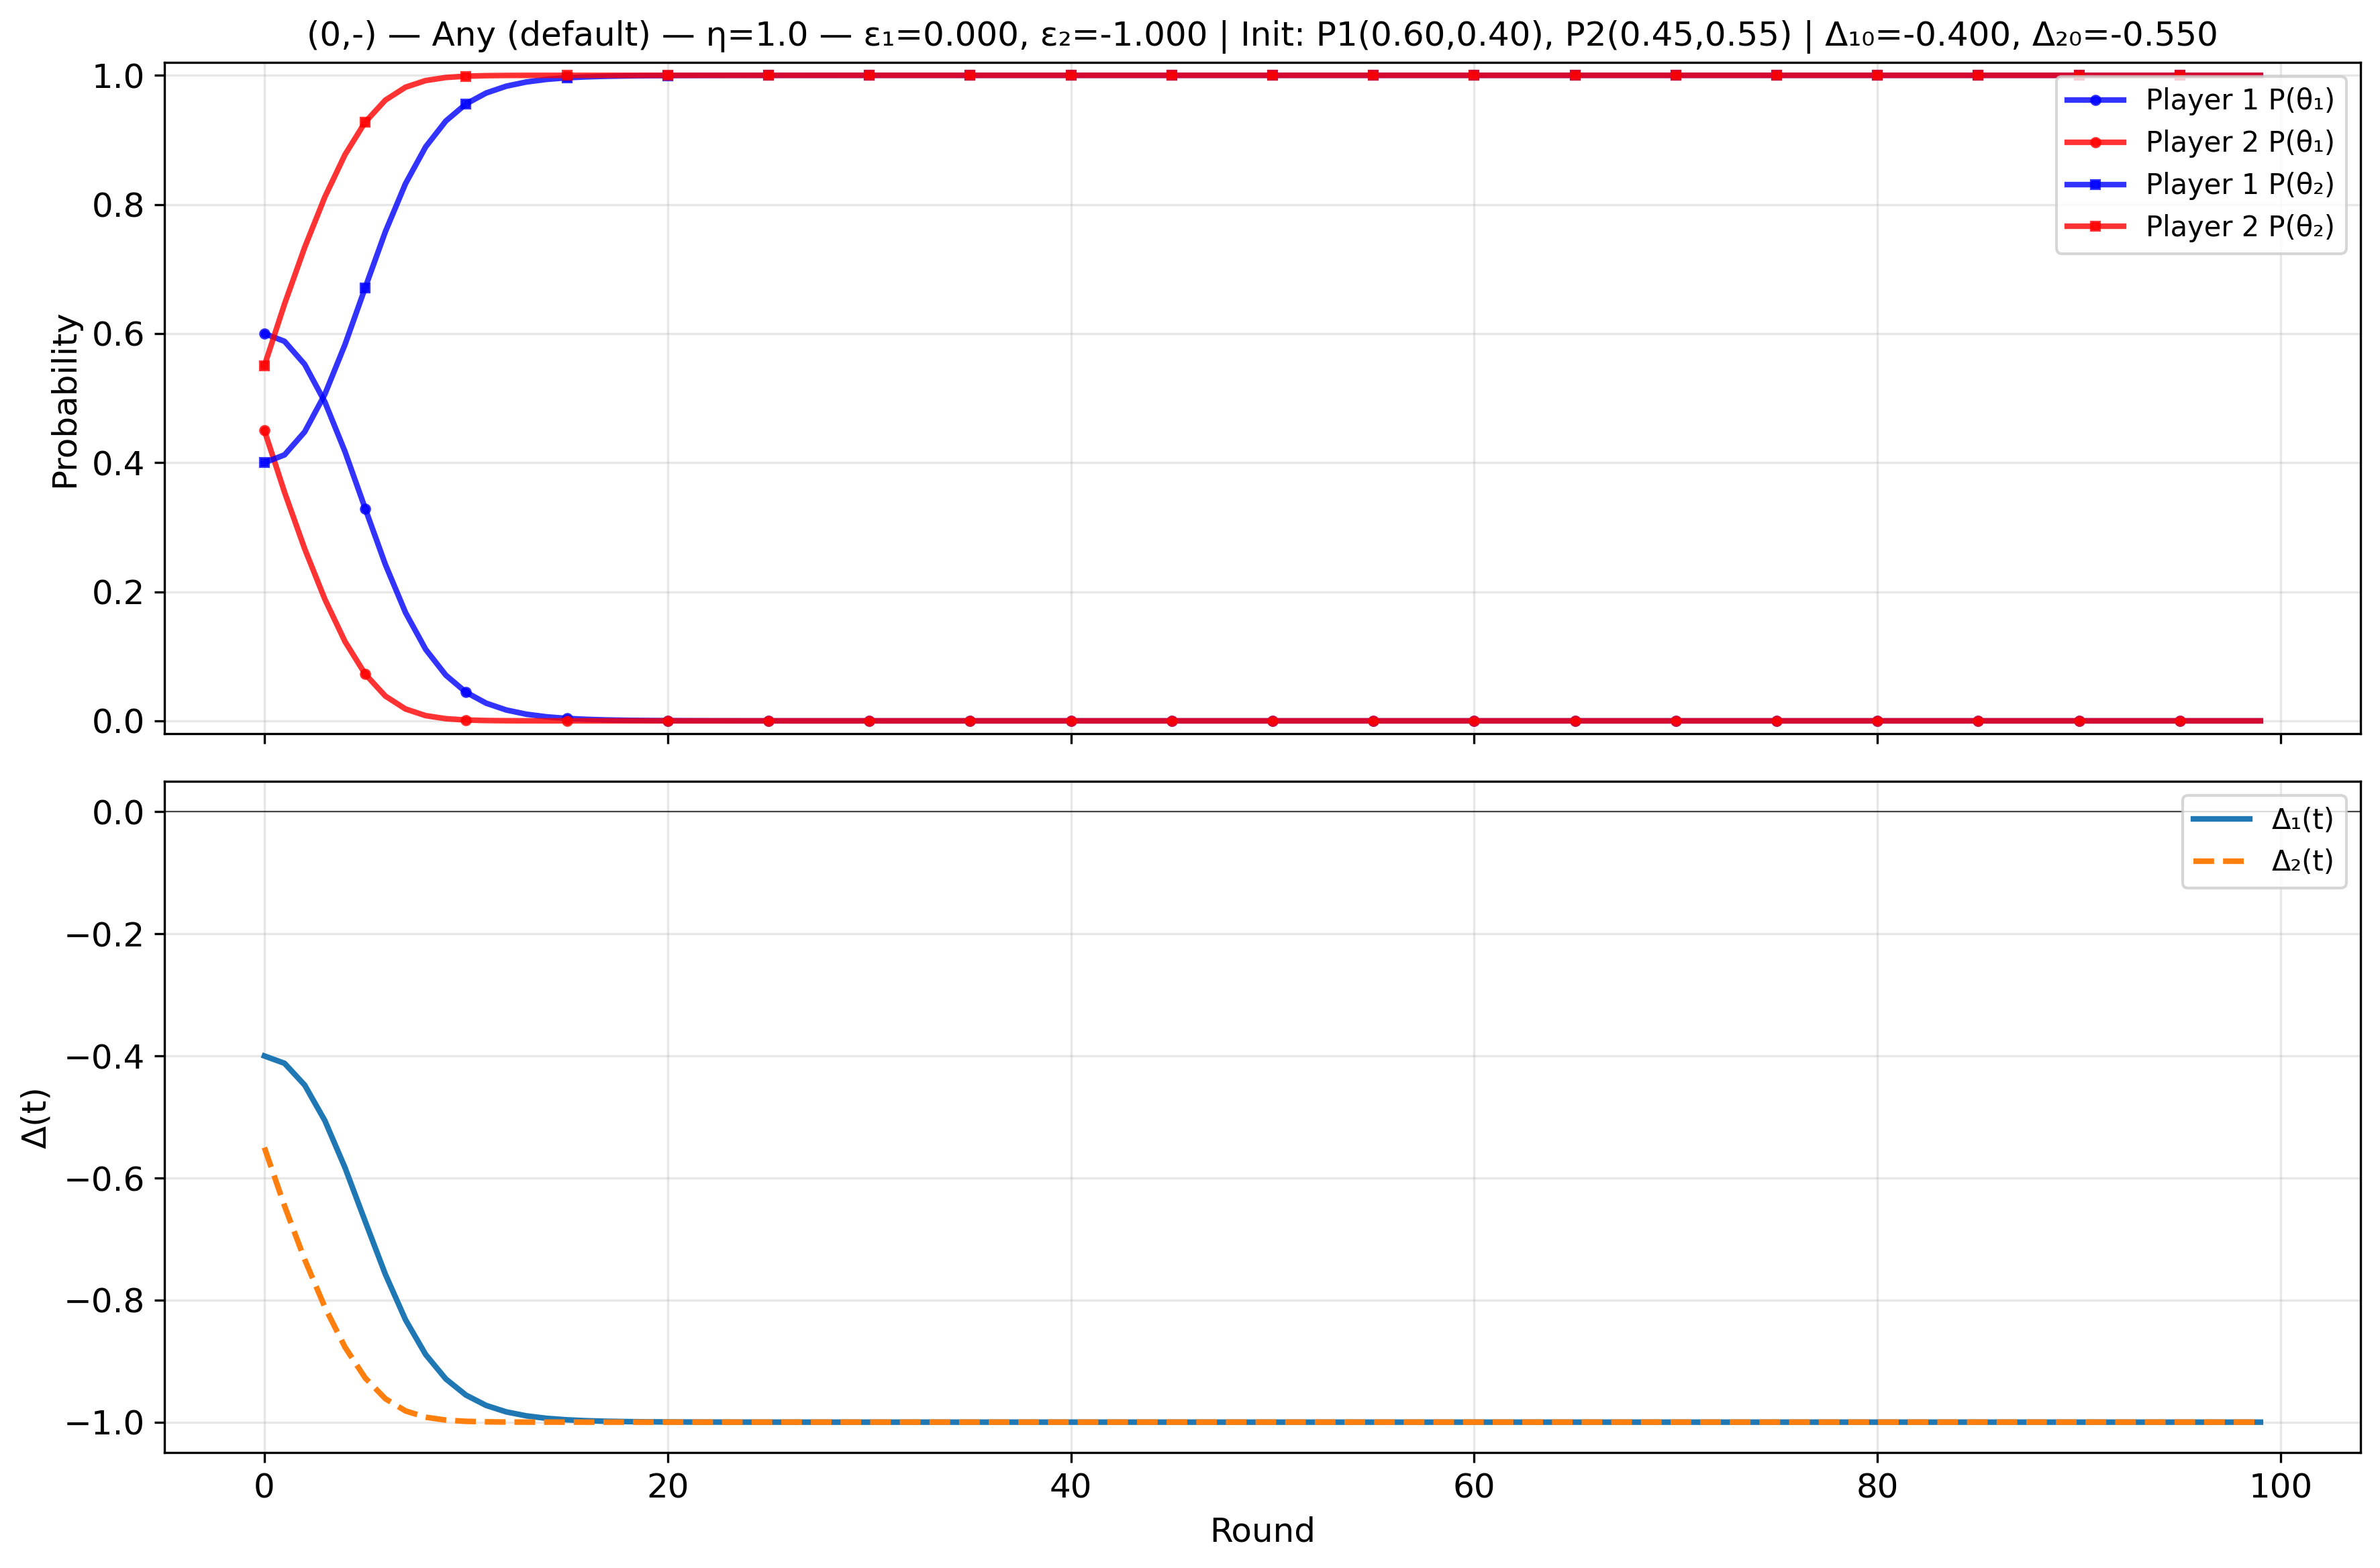 (0,-) — Any (default) — η=1.0 — ε₁=0.000, ε₂=-1.000 | Init: P1(0.60,0.40), P2(0.45,0.55) | Δ₁₀=-0.400, Δ₂₀=-0.550
1.0
0.8
0.6
0.4
0.2
0.0
Probability
Player 1 P(θ₁)
Player 2 P(θ₁)
Player 1 P(θ₂)
Player 2 P(θ₂)
0.0
−0.2
−0.4
−0.6
−0.8
−1.0
Δ(t)
Δ₁(t)
Δ₂(t)
0 20 40 60 80 100
Round